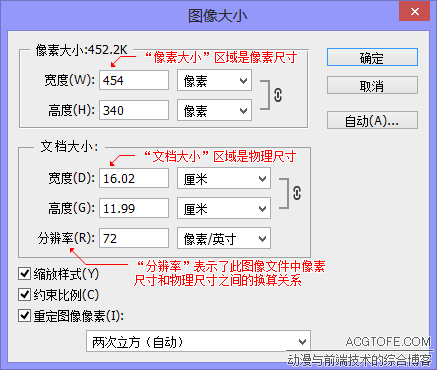 图像大小
像素大小:452.2K
“像素大小”区域是像素尺寸
宽度(W): 454 像素
高度(H): 340 像素
确定
取消
自动(A)...
文档大小:
“文档大小”区域是物理尺寸
宽度(D): 16.02 厘米
高度(G): 11.99 厘米
分辨率(R): 72 像素/英寸
“分辨率”表示了此图像文件中像素
尺寸和物理尺寸之间的换算关系
缩放样式(Y)
约束比例(C)
重定图像像素(I):
两次立方（自动）
ACGTOFE.COM
动漫与前端技术的综合博客